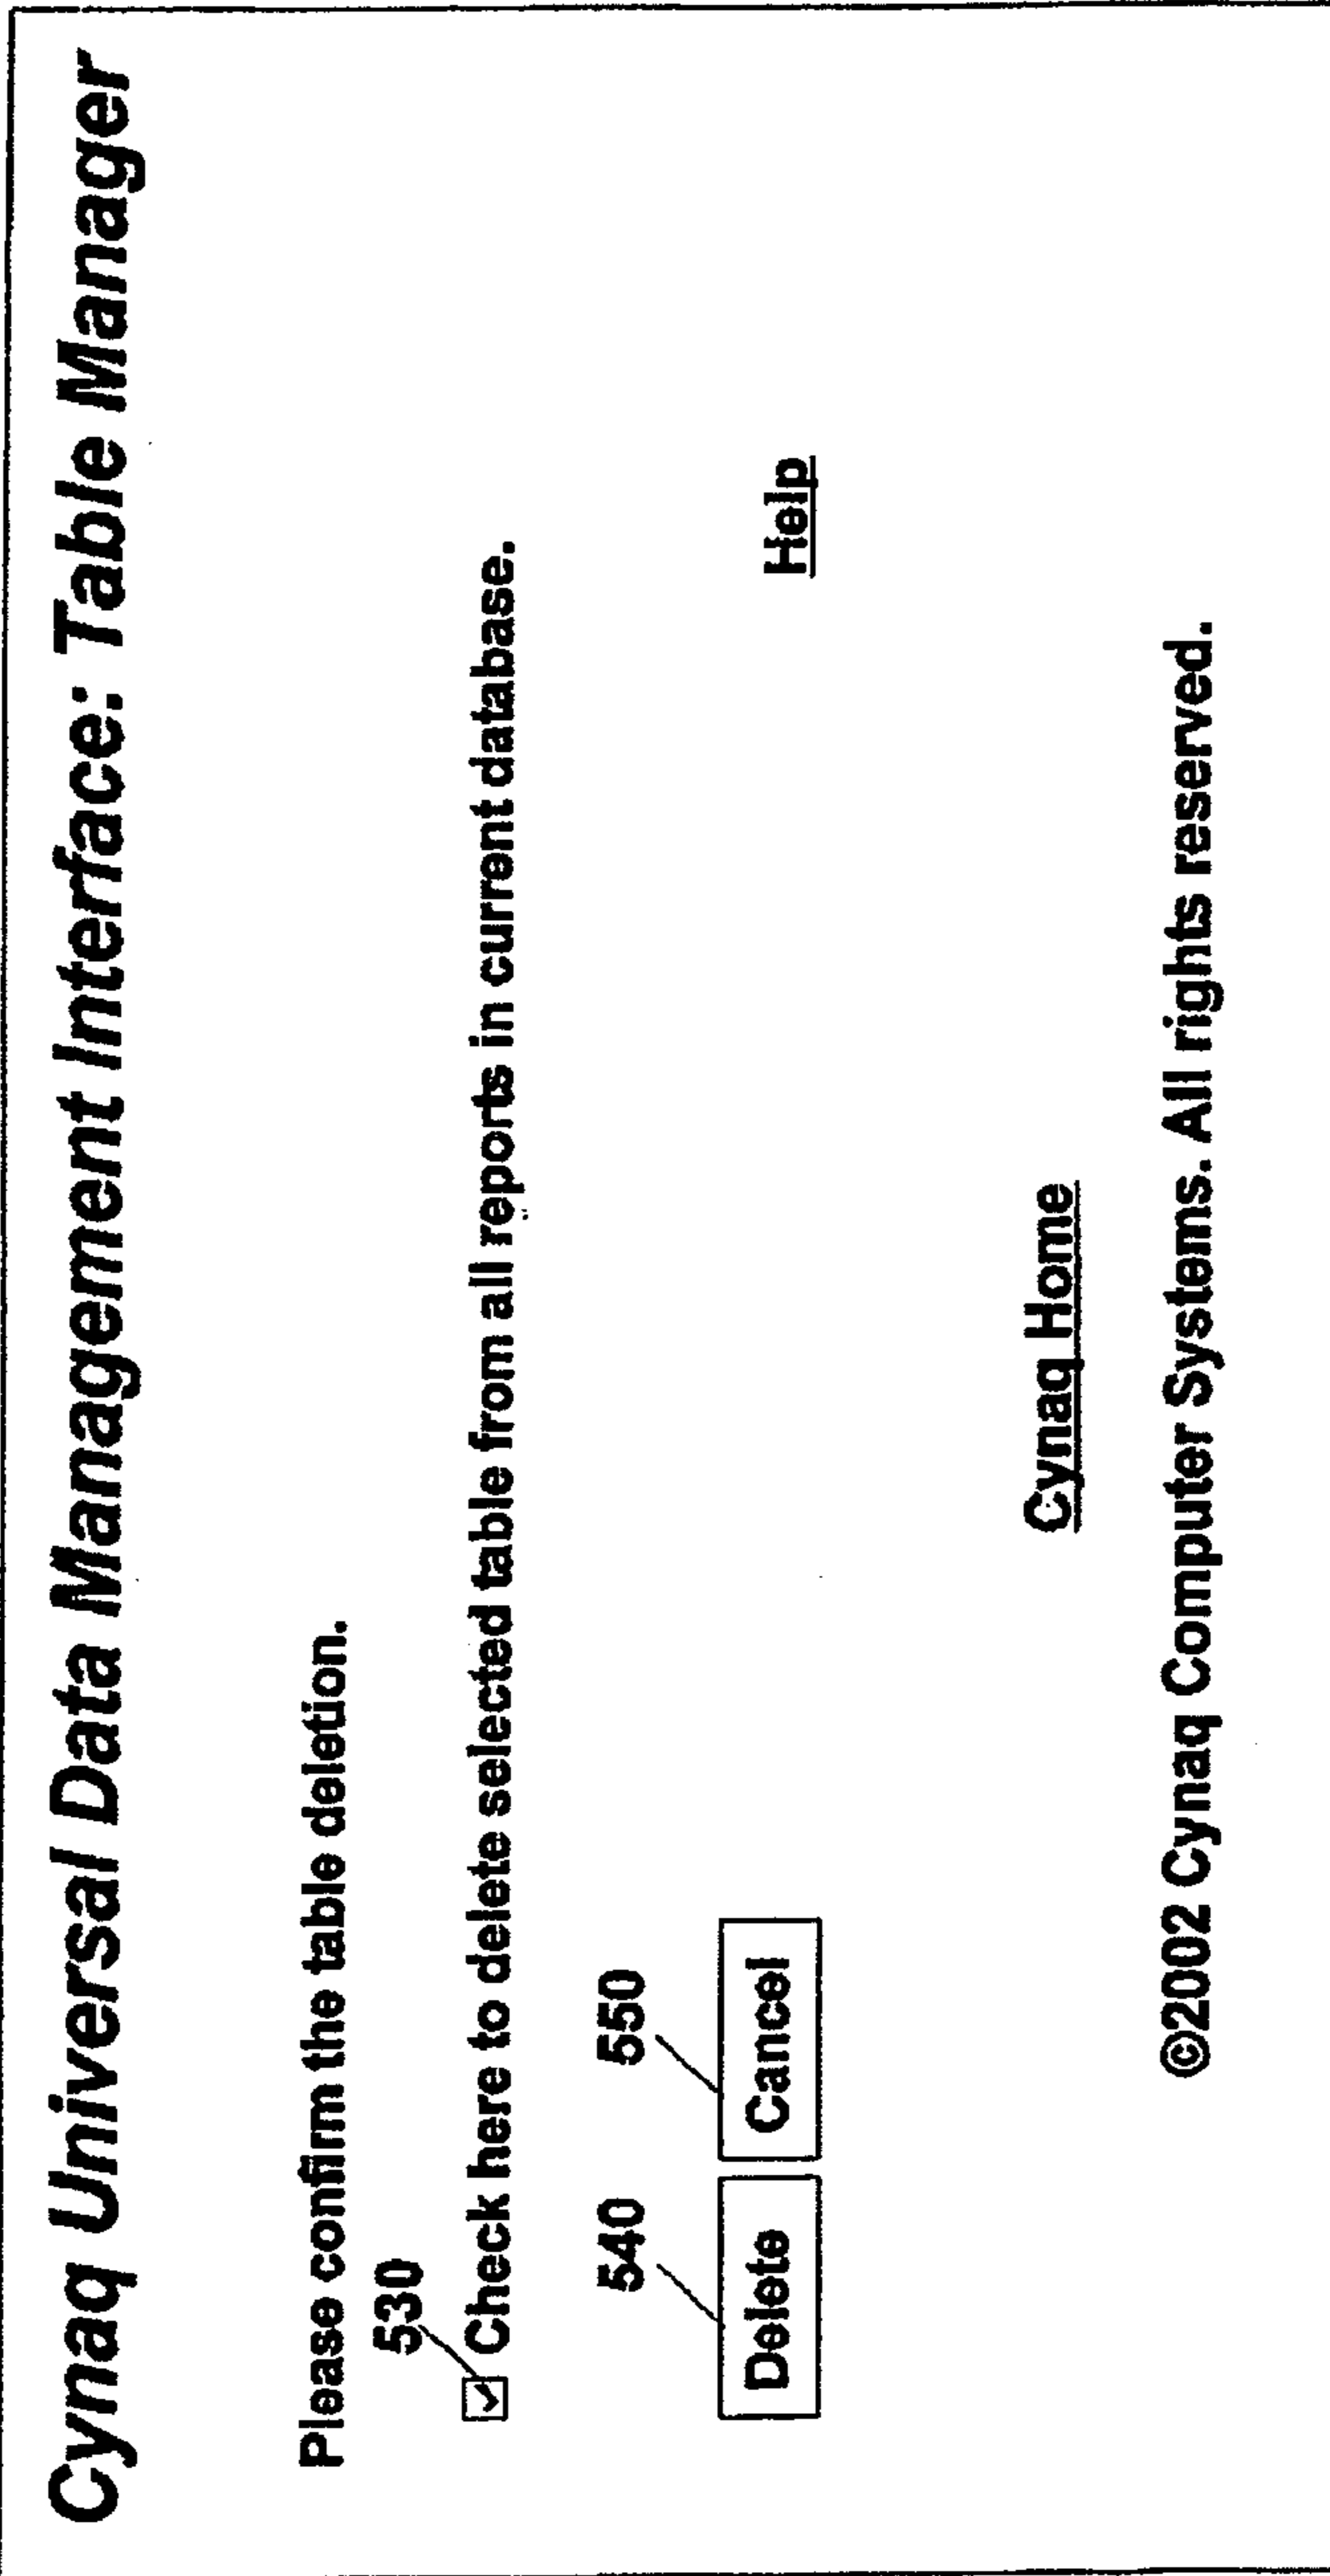 Cynaq Universal Data Management Interface: Table Manager
Please confirm the table deletion.
530
Check here to delete selected table from all reports in current database.
540 550
Delete Cancel Help
Cynaq Home
©2002 Cynaq Computer Systems. All rights reserved.